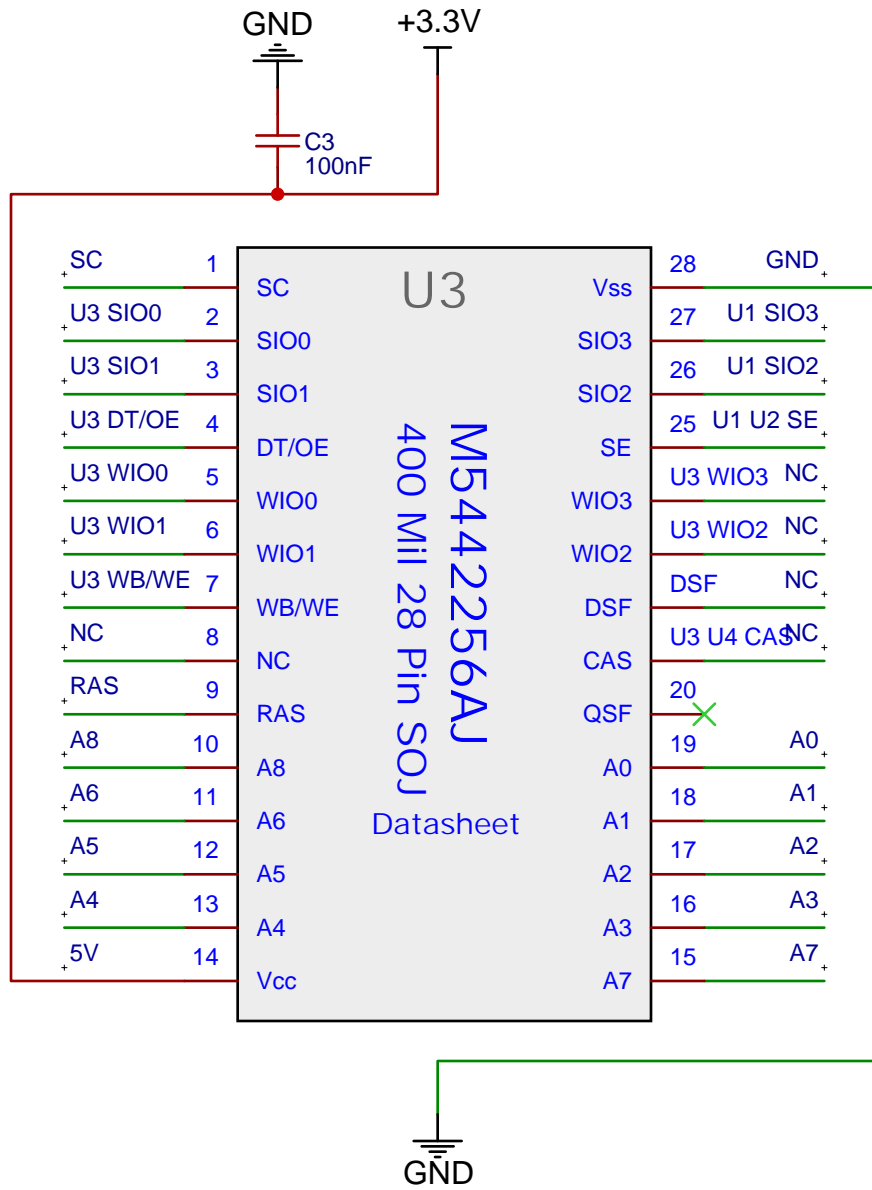 GND
+3.3V
C3
100nF
SC 1 SC
U3 SIO0 2 SIO0
U3 SIO1 3 SIO1
U3 DT/OE 4 DT/OE
U3 WIO0 5 WIO0
U3 WIO1 6 WIO1
U3 WB/WE 7 WB/WE
NC 8 NC
RAS 9 RAS
A8 10 A8
A6 11 A6
A5 12 A5
A4 13 A4
5V 14 Vcc
U3
M5442256AJ
400 Mil 28 Pin SOJ
Datasheet
Vss 28 GND
SIO3 27 U1 SIO3
SIO2 26 U1 SIO2
SE 25 U1 U2 SE
WIO3 U3 WIO3 NC
WIO2 U3 WIO2 NC
DSF DSF NC
CAS U3 U4 CAS NC
QSF 20
A0 19 A0
A1 18 A1
A2 17 A2
A3 16 A3
A7 15 A7
GND